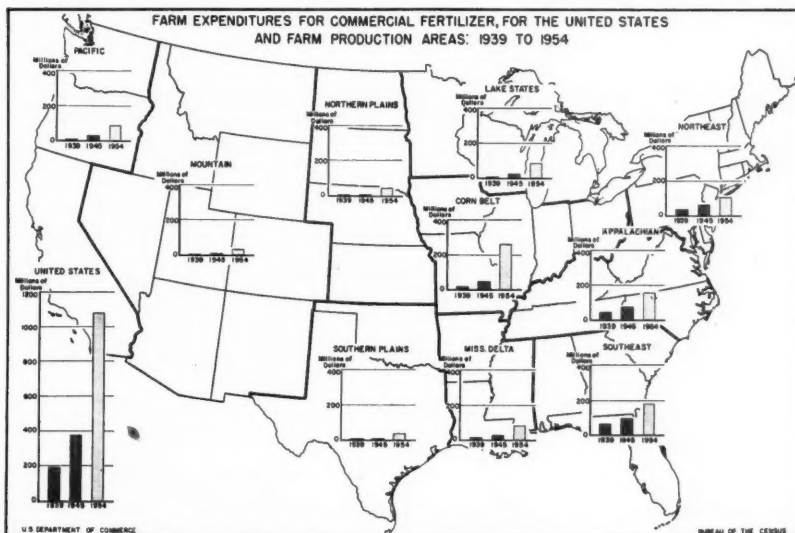 FARM EXPENDITURES FOR COMMERCIAL FERTILIZER, FOR THE UNITED STATES
AND FARM PRODUCTION AREAS: 1939 TO 1954
PACIFIC
Millions of
Dollars
400
200
0
1939 1945 1954
NORTHERN PLAINS
Millions of
Dollars
400
200
0
1939 1945 1954
LAKE STATES
Millions of
Dollars
400
200
0
1939 1945 1954
NORTHEAST
Millions of
Dollars
400
200
0
1939 1945 1954
MOUNTAIN
Millions of
Dollars
400
200
0
1939 1945 1954
CORN BELT
Millions of
Dollars
400
200
0
1939 1945 1954
APPALACHIAN
Millions of
Dollars
400
200
0
1939 1945 1954
UNITED STATES
Millions of
Dollars
1200
1000
800
600
400
200
0
1939 1945 1954
SOUTHERN PLAINS
Millions of
Dollars
400
200
0
1939 1945 1954
MISS. DELTA
Millions of
Dollars
400
200
0
1939 1945 1954
SOUTHEAST
Millions of
Dollars
400
200
0
1939 1945 1954
U.S DEPARTMENT OF COMMERCE
BUREAU OF THE CENSUS